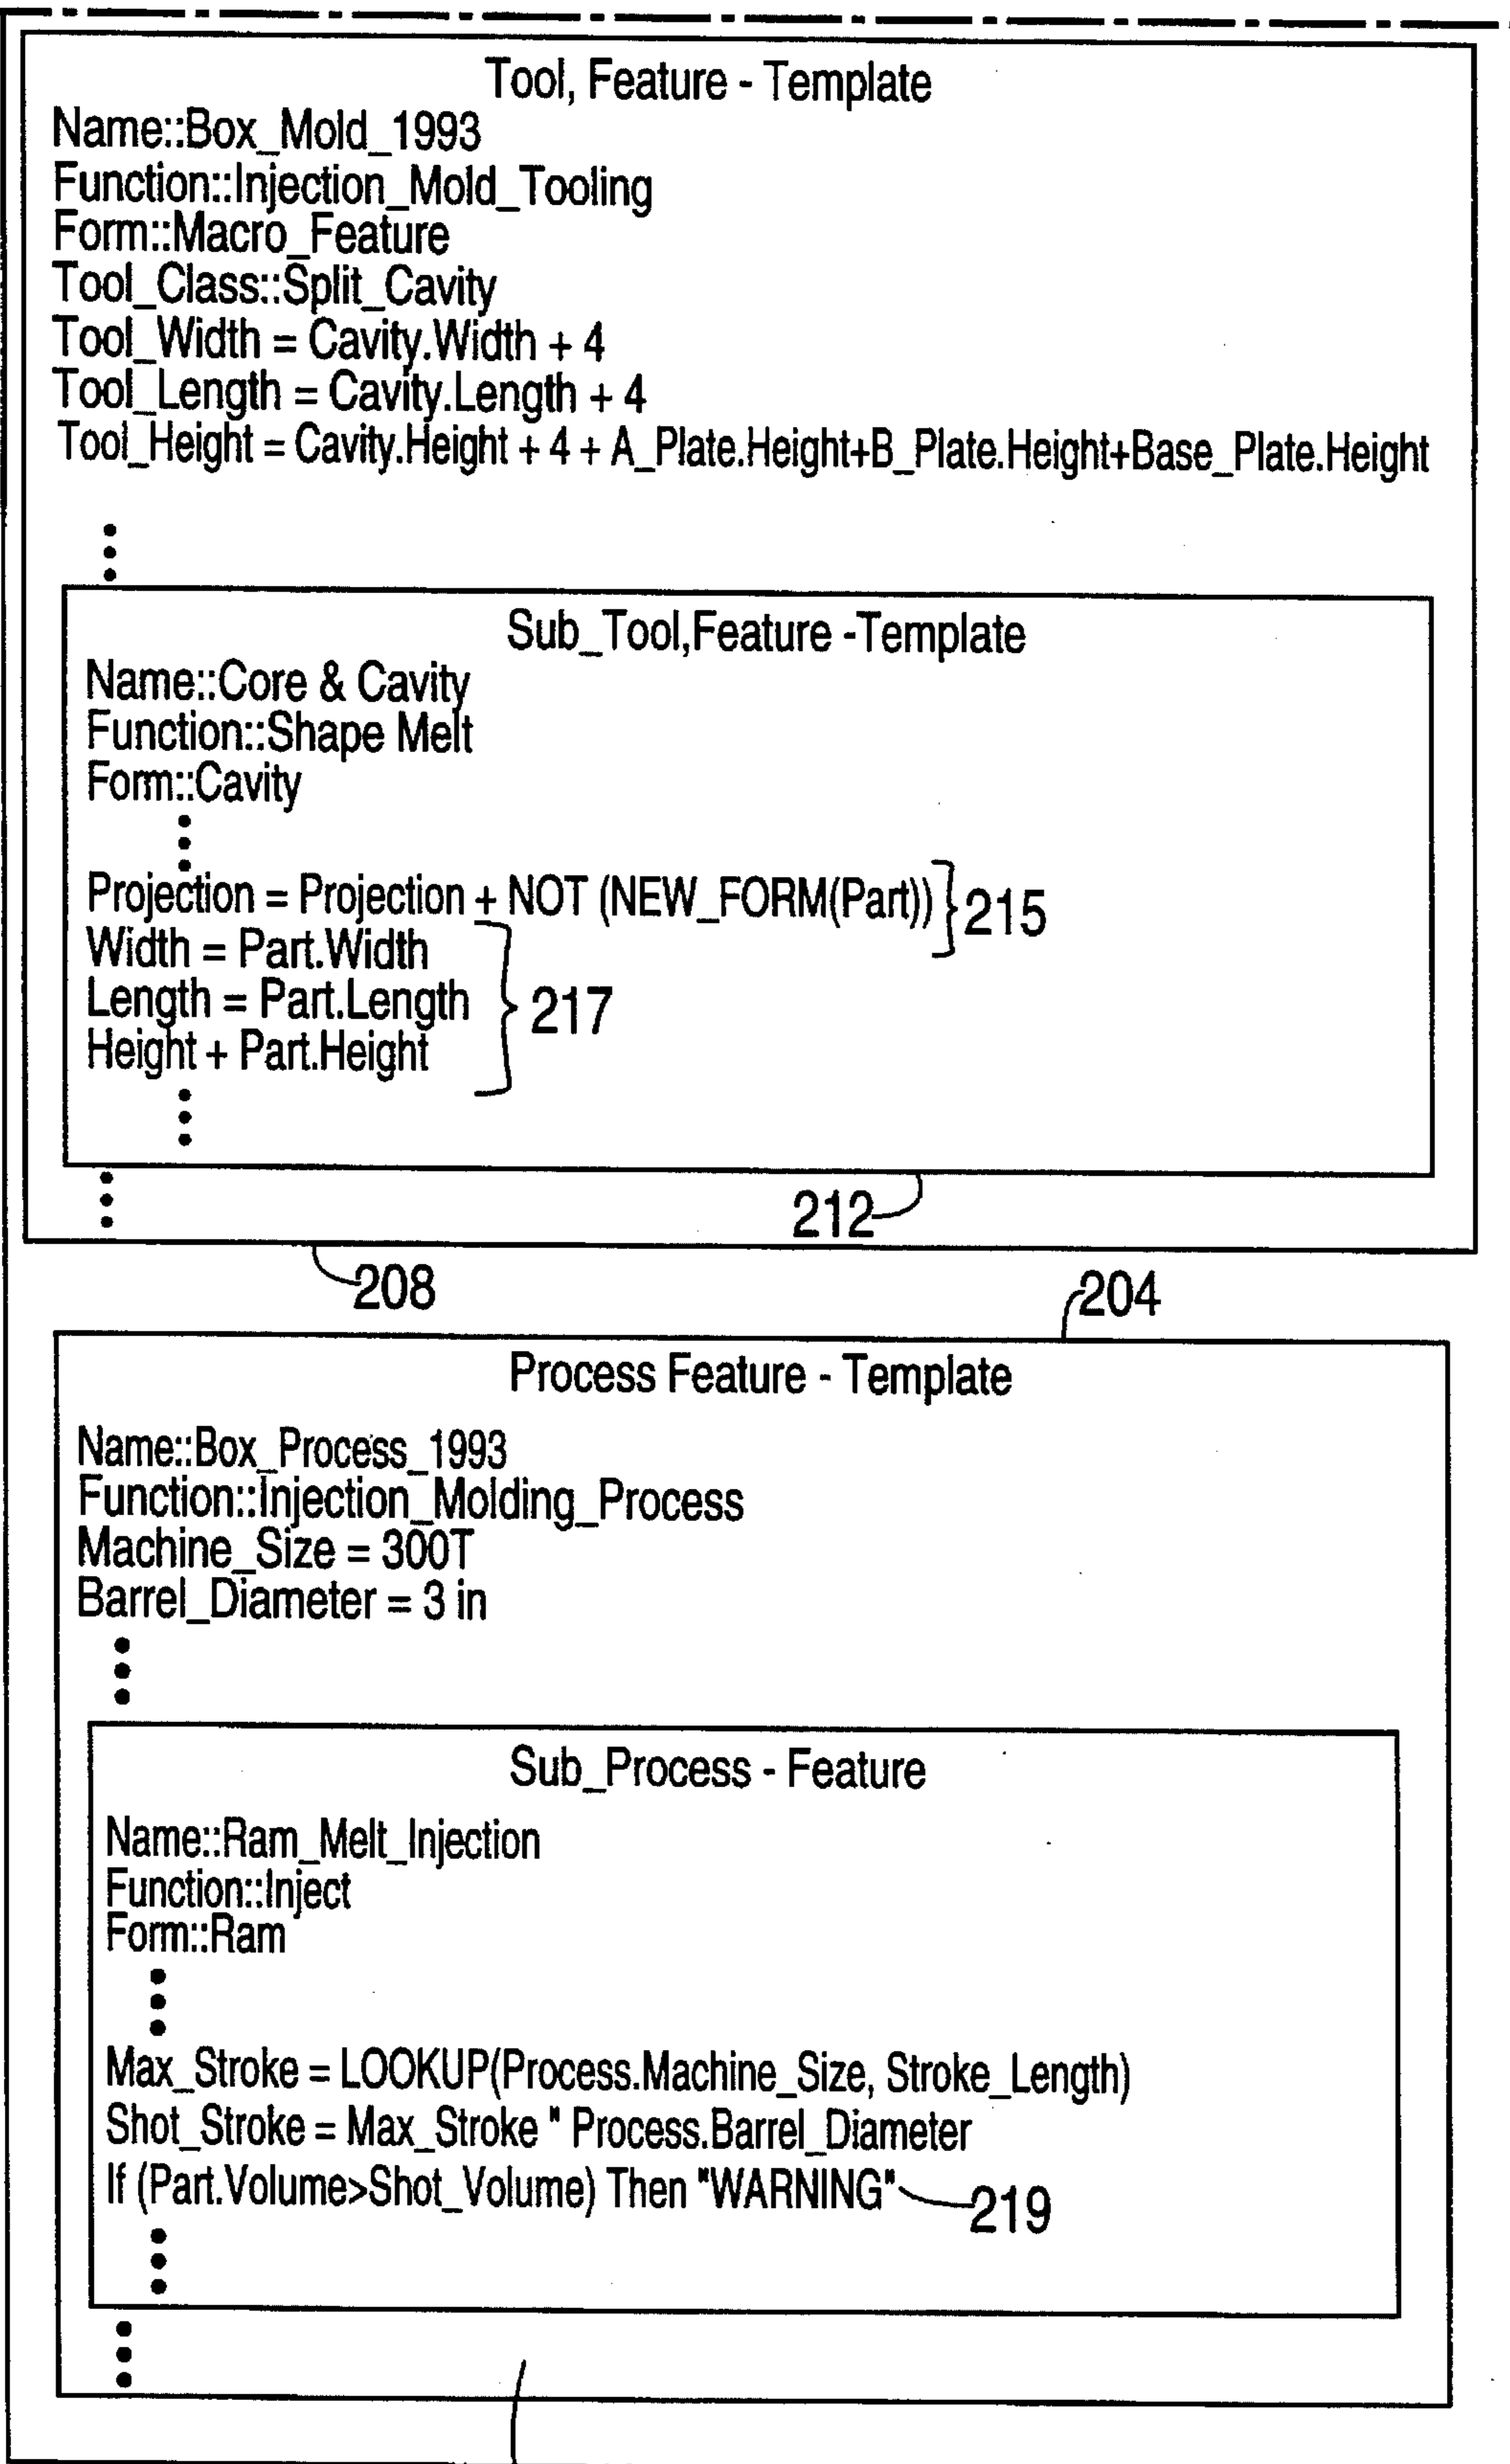 Tool, Feature - Template
Name::Box_Mold_1993
Function::Injection_Mold_Tooling
Form::Macro_Feature
Tool_Class::Split_Cavity
Tool_Width = Cavity.Width + 4
Tool_Length = Cavity.Length + 4
Tool_Height = Cavity.Height + 4 + A_Plate.Height+B_Plate.Height+Base_Plate.Height
Sub_Tool,Feature -Template
Name::Core & Cavity
Function::Shape Melt
Form::Cavity
Projection = Projection + NOT (NEW_FORM(Part)) 215
Width = Part.Width
Length = Part.Length 217
Height + Part.Height
212
208
204
Process Feature - Template
Name::Box_Process_1993
Function::Injection_Molding_Process
Machine_Size = 300T
Barrel_Diameter = 3 in
Sub_Process - Feature
Name::Ram_Melt_Injection
Function::Inject
Form::Ram
Max_Stroke = LOOKUP(Process.Machine_Size, Stroke_Length)
Shot_Stroke = Max_Stroke " Process.Barrel_Diameter
If (Part.Volume>Shot_Volume) Then "WARNING" 219